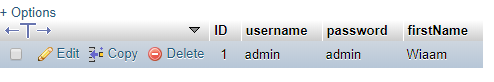 + Options
←T→ ID username password firstName
Edit Copy Delete 1 admin admin Wiaam